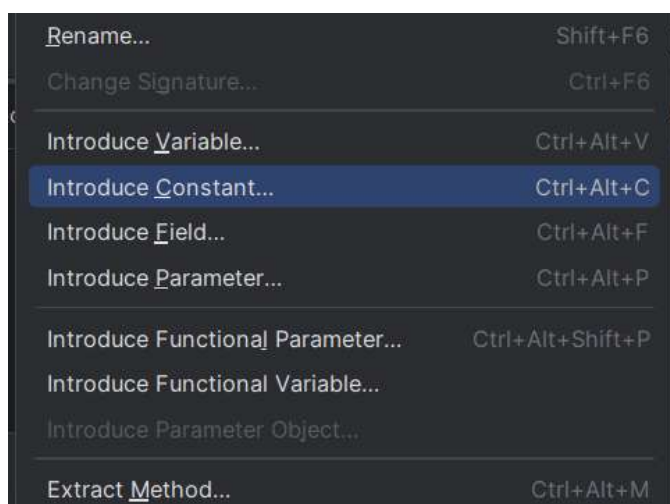 Rename... Shift+F6
Change Signature... Ctrl+F6
Introduce Variable... Ctrl+Alt+V
Introduce Constant... Ctrl+Alt+C
Introduce Field... Ctrl+Alt+F
Introduce Parameter... Ctrl+Alt+P
Introduce Functional Parameter... Ctrl+Alt+Shift+P
Introduce Functional Variable...
Introduce Parameter Object...
Extract Method... Ctrl+Alt+M